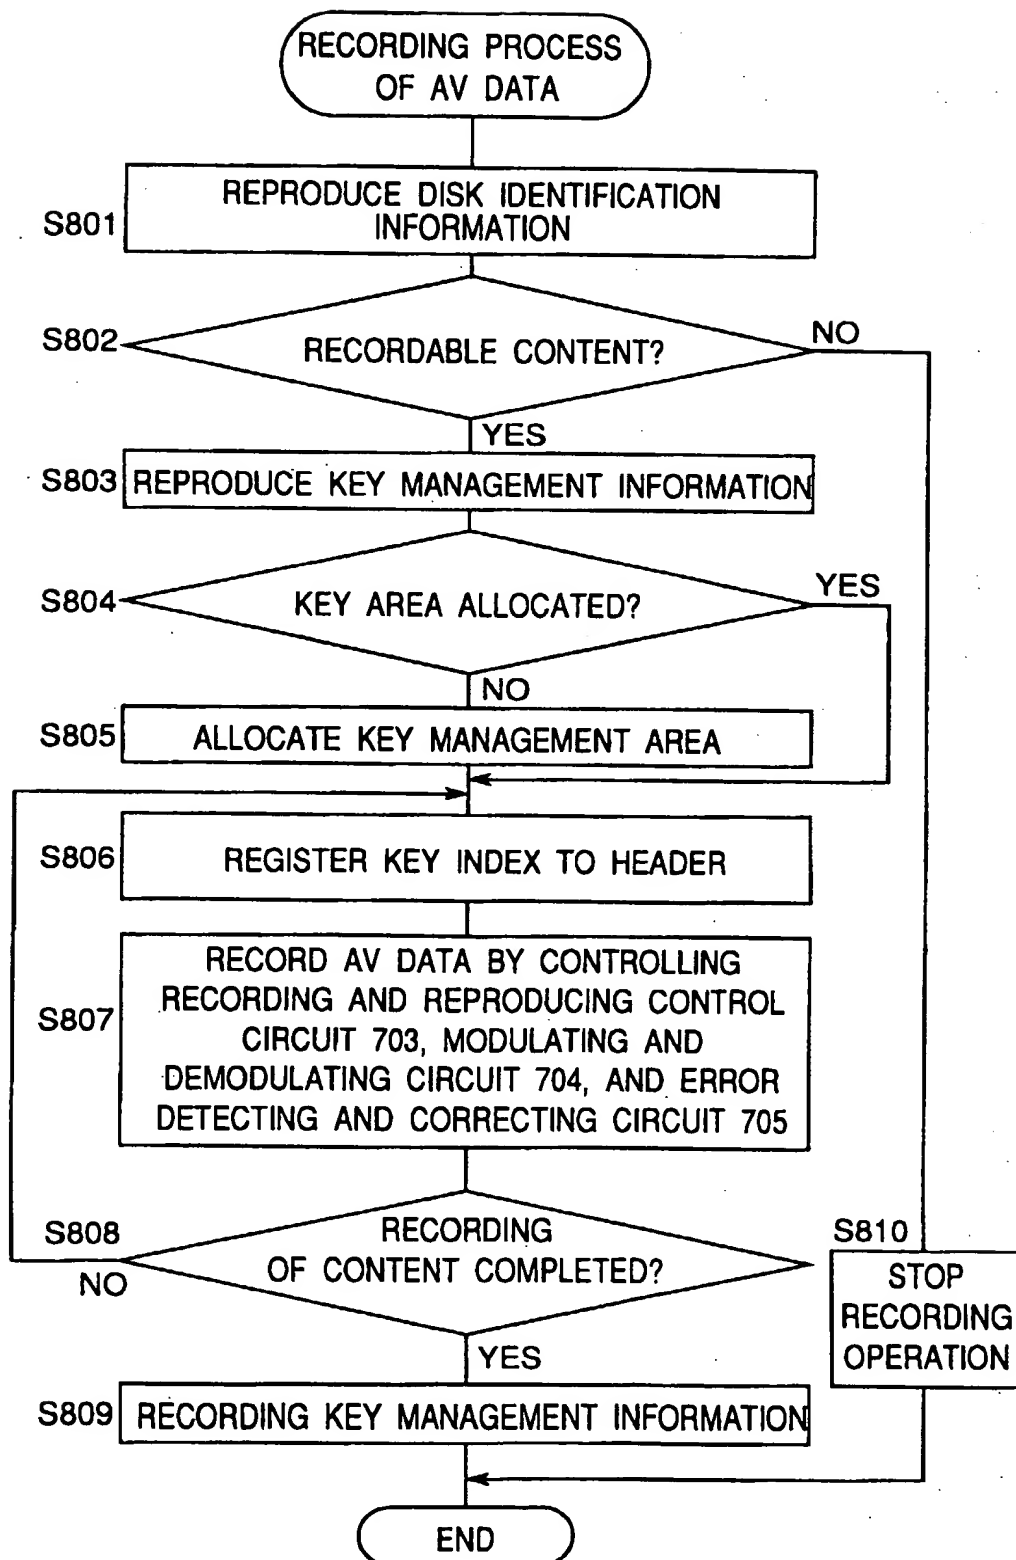 RECORDING PROCESS
OF AV DATA
S801
REPRODUCE DISK IDENTIFICATION
INFORMATION
S802
RECORDABLE CONTENT?
NO
YES
S803
REPRODUCE KEY MANAGEMENT INFORMATION
S804
KEY AREA ALLOCATED?
YES
NO
S805
ALLOCATE KEY MANAGEMENT AREA
S806
REGISTER KEY INDEX TO HEADER
S807
RECORD AV DATA BY CONTROLLING
RECORDING AND REPRODUCING CONTROL
CIRCUIT 703, MODULATING AND
DEMODULATING CIRCUIT 704, AND ERROR
DETECTING AND CORRECTING CIRCUIT 705
S808
RECORDING
OF CONTENT COMPLETED?
NO
YES
S810
STOP
RECORDING
OPERATION
S809
RECORDING KEY MANAGEMENT INFORMATION
END